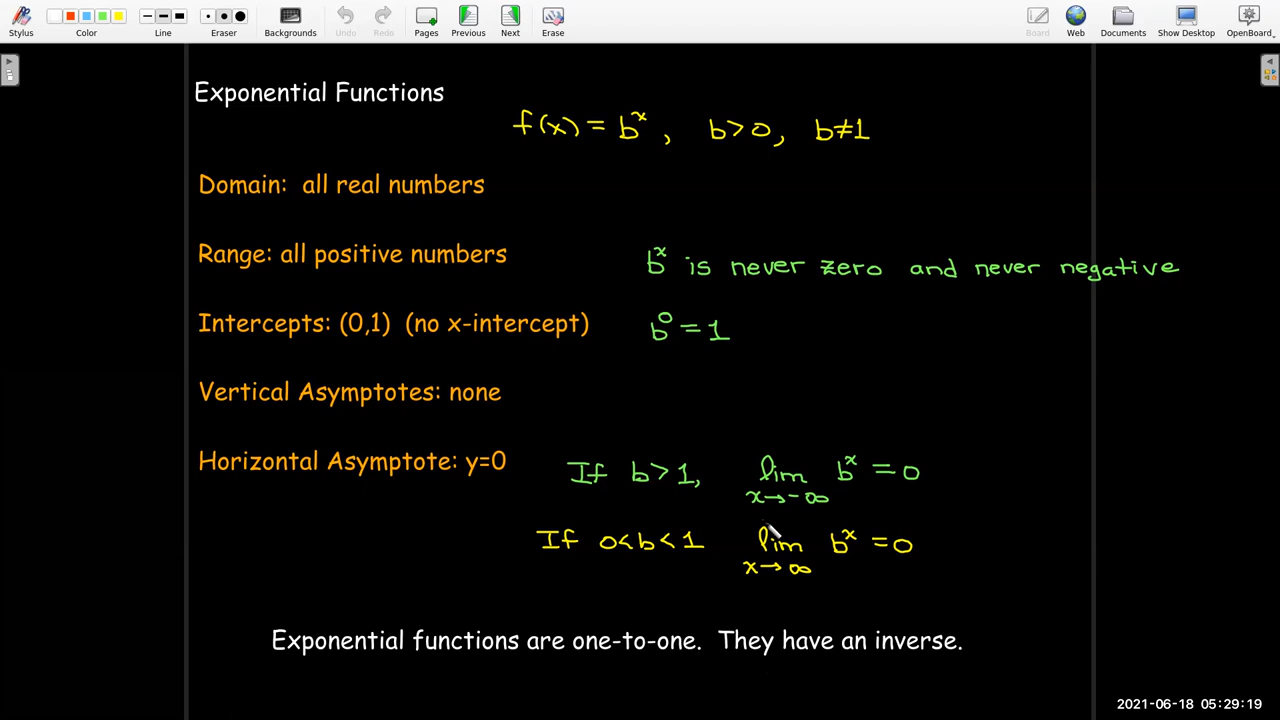 Stylus Color Line Eraser Backgrounds Undo Redo Pages Previous Next Erase Board Web Documents Show Desktop OpenBoard
Exponential Functions
f(x) = b^x, b>0, b≠1
Domain: all real numbers
Range: all positive numbers b^x is never zero and never negative
Intercepts: (0,1) (no x-intercept) b^0 = 1
Vertical Asymptotes: none
Horizontal Asymptote: y=0 If b>1, lim x→-∞ b^x = 0
If 0<b<1 lim x→∞ b^x = 0
Exponential functions are one-to-one. They have an inverse.
2021-06-18 05:29:19